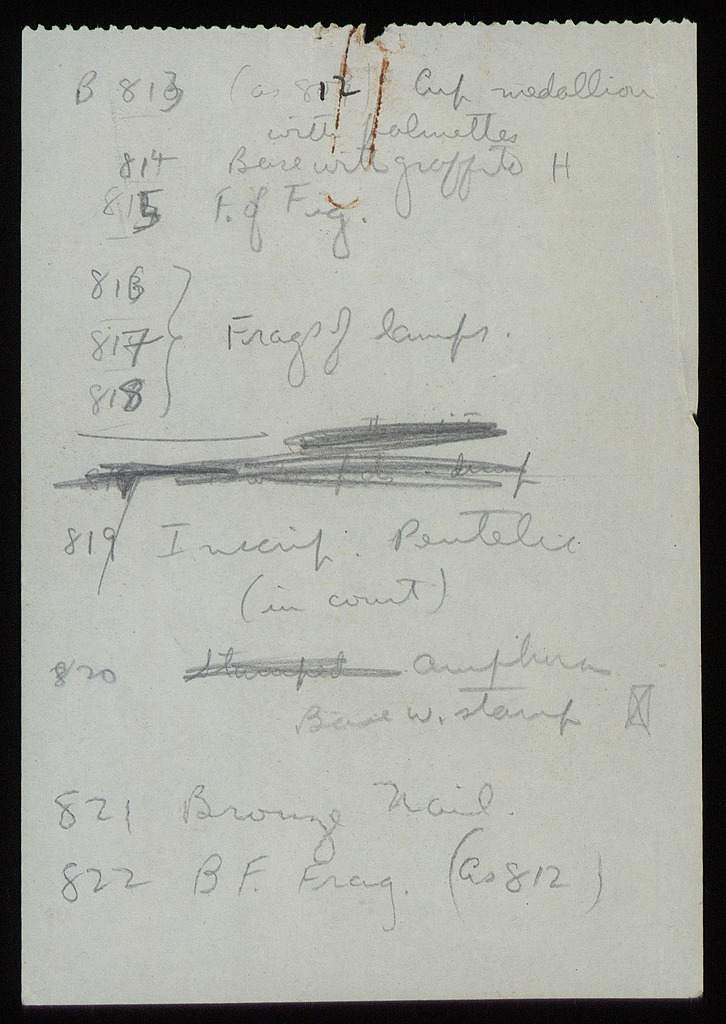 B 813 (as 812) Cup medallion
with palmettes
814 Base with graffito H
815 F. of Fig.
816
817 } Frags of lamps.
818
819 Inscrip. Pentelic
(in court)
820 Stamped Amphora
Base w. stamp
821 Bronze Nail.
822 B F. Frag. (as 812)